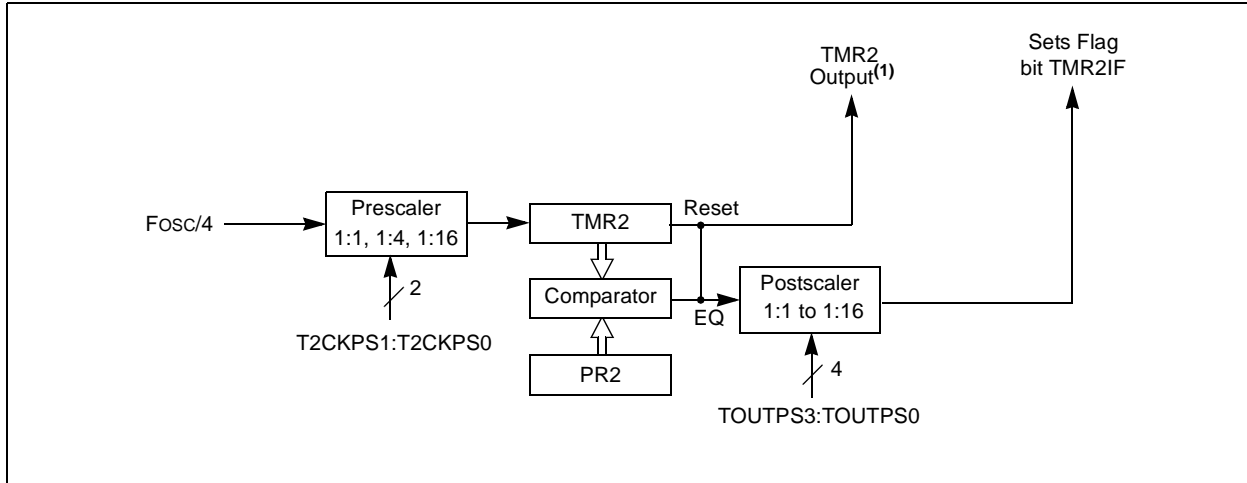 TMR2
Output(1)
Sets Flag
bit TMR2IF
FOSC/4
Prescaler
1:1, 1:4, 1:16
2
T2CKPS1:T2CKPS0
TMR2
Reset
Comparator
EQ
PR2
Postscaler
1:1 to 1:16
4
TOUTPS3:TOUTPS0